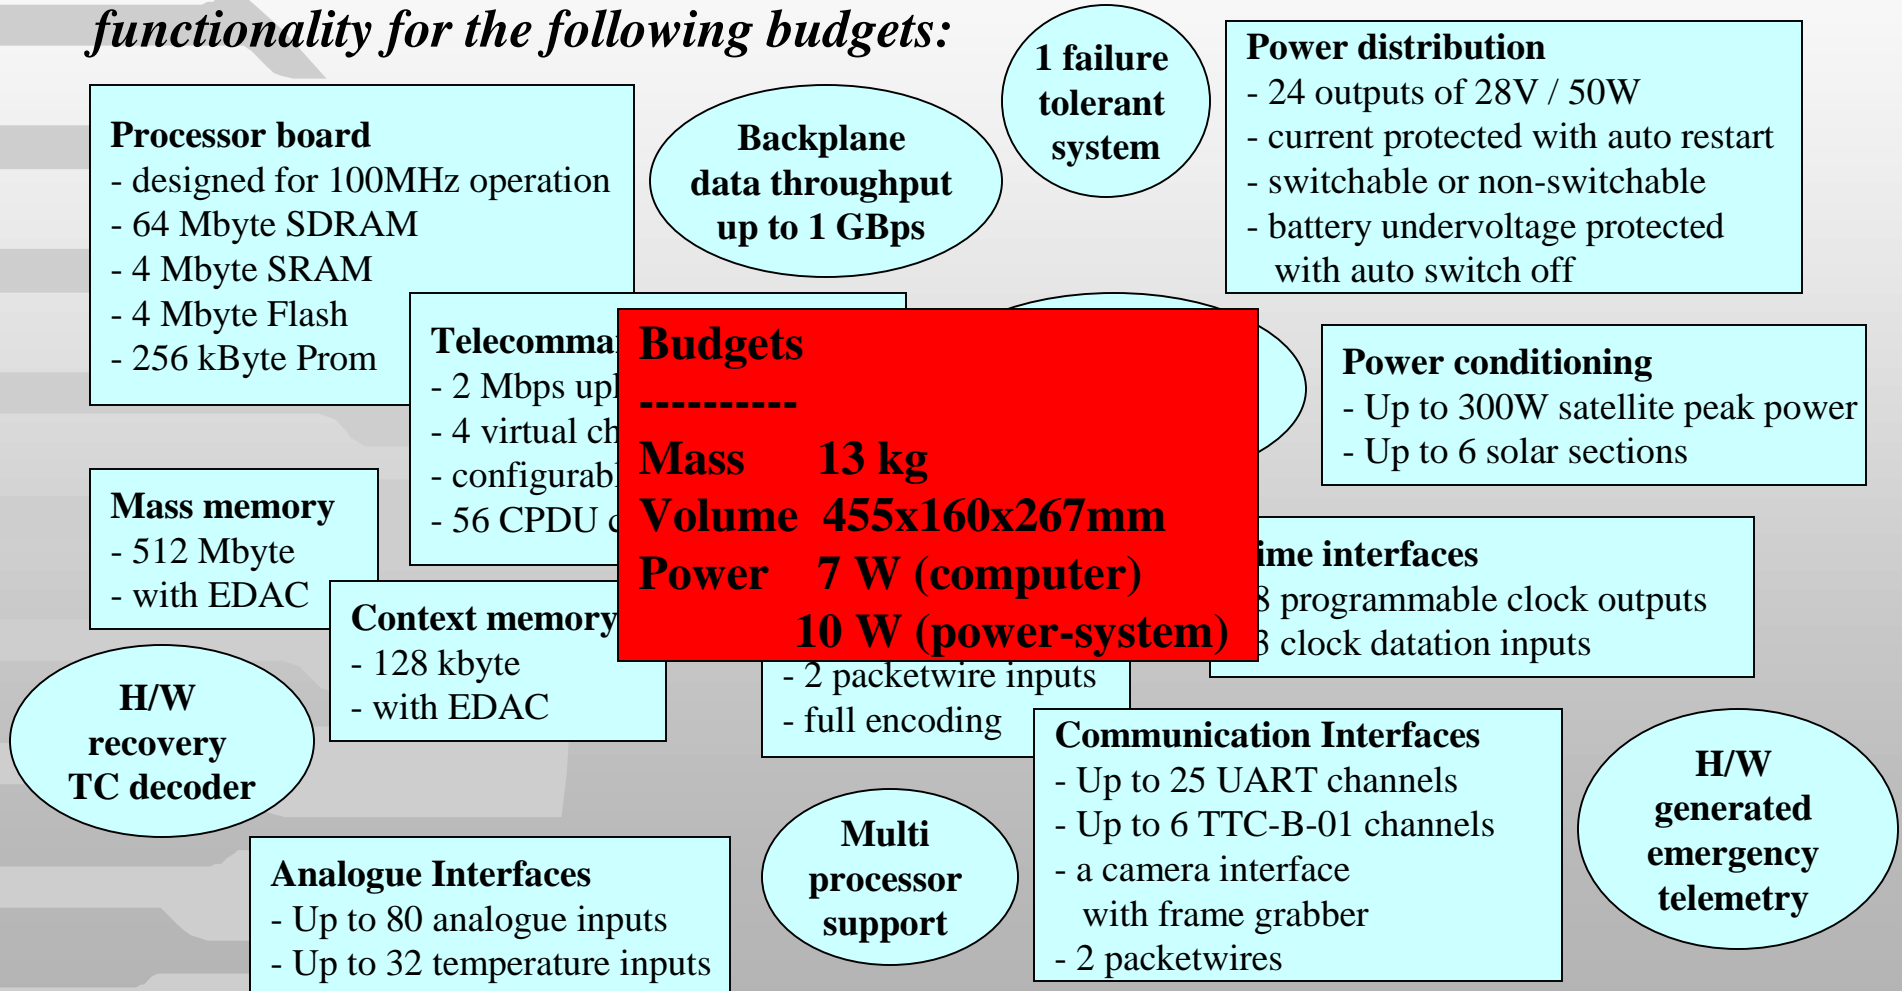 functionality for the following budgets:
Processor board
- designed for 100MHz operation
- 64 Mbyte SDRAM
- 4 Mbyte SRAM
- 4 Mbyte Flash
- 256 kByte Prom
Backplane
data throughput
up to 1 GBps
1 failure
tolerant
system
Power distribution
- 24 outputs of 28V / 50W
- current protected with auto restart
- switchable or non-switchable
- battery undervoltage protected
with auto switch off
- 2 Mbps
- 4 virtual
- 56 CPDU
Budgets
----------
Mass 13 kg
Volume 455x160x267mm
Power 7 W (computer)
10 W (power-system)
Power conditioning
- Up to 300W satellite peak power
- Up to 6 solar sections
Mass memory
- 512 Mbyte
- with EDAC
Context memory
- 128 kbyte
- with EDAC
interfaces
programmable clock outputs
clock datation inputs
- 2 packetwire inputs
- full encoding
H/W
recovery
TC decoder
Communication Interfaces
- Up to 25 UART channels
- Up to 6 TTC-B-01 channels
- a camera interface
with frame grabber
- 2 packetwires
Multi
processor
support
H/W
generated
emergency
telemetry
Analogue Interfaces
- Up to 80 analogue inputs
- Up to 32 temperature inputs